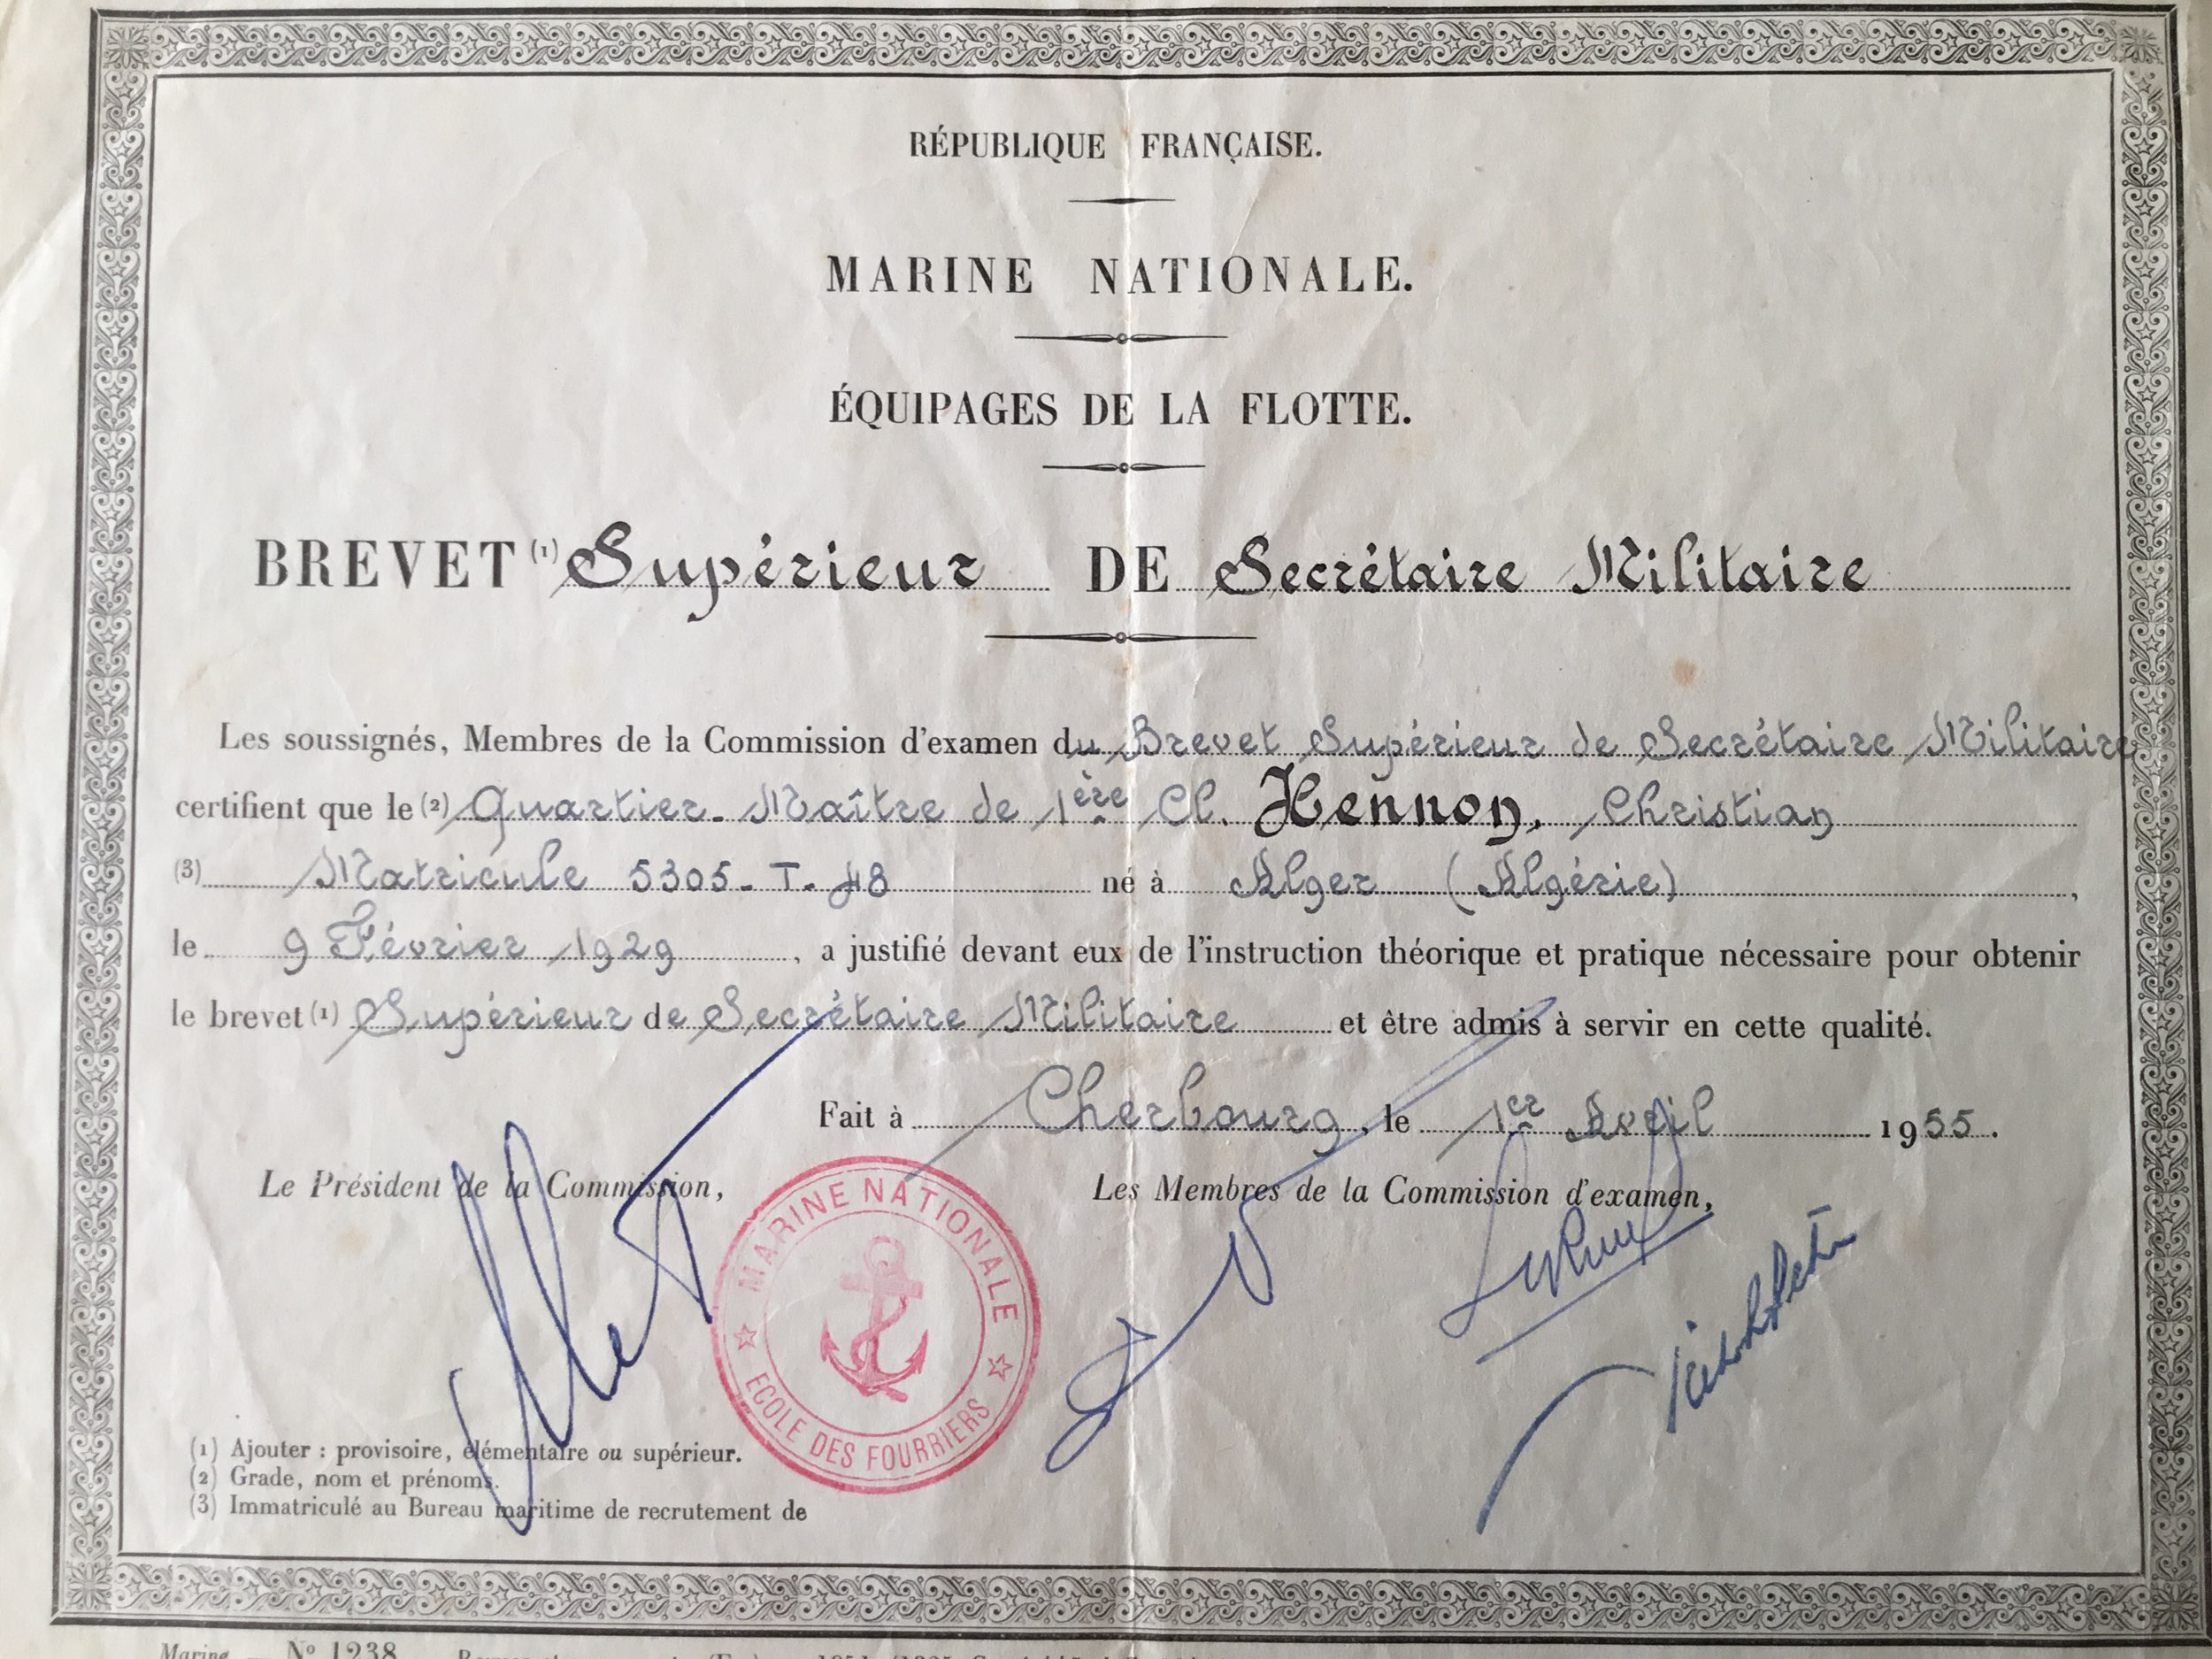 RÉPUBLIQUE FRANÇAISE.
MARINE NATIONALE.
ÉQUIPAGES DE LA FLOTTE.
BREVET (1) Supérieur DE Secrétaire Militaire
Les soussignés, Membres de la Commission d'examen du Brevet Supérieur de Secrétaire Militaire
certifient que le (2) Quartier-Maître de 1ère Cl. Hennon, Christian
(3) Matricule 5305-T-48 né à Alger (Algérie),
le 9 Février 1929, a justifié devant eux de l'instruction théorique et pratique nécessaire pour obtenir
le brevet (1) Supérieur de Secrétaire Militaire et être admis à servir en cette qualité.
Fait à Cherbourg, le 1er Avril 1955.
Le Président de la Commission,
Les Membres de la Commission d'examen,
MARINE NATIONALE
ECOLE DES FOURRIERS
(1) Ajouter : provisoire, élémentaire ou supérieur.
(2) Grade, nom et prénoms.
(3) Immatriculé au Bureau maritime de recrutement de
Marine — N° 1238